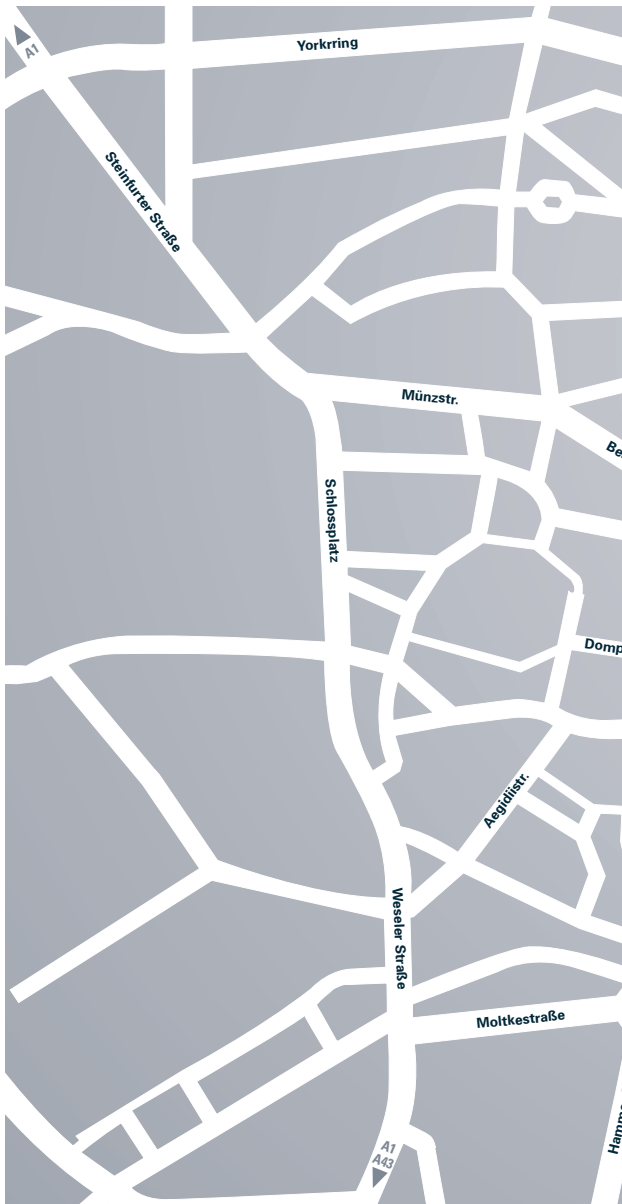 A1
Yorkring
Steinfurter Straße
Münzstr.
Schlossplatz
Aegidiistr.
Weseler Straße
Moltkestraße
A1
A43